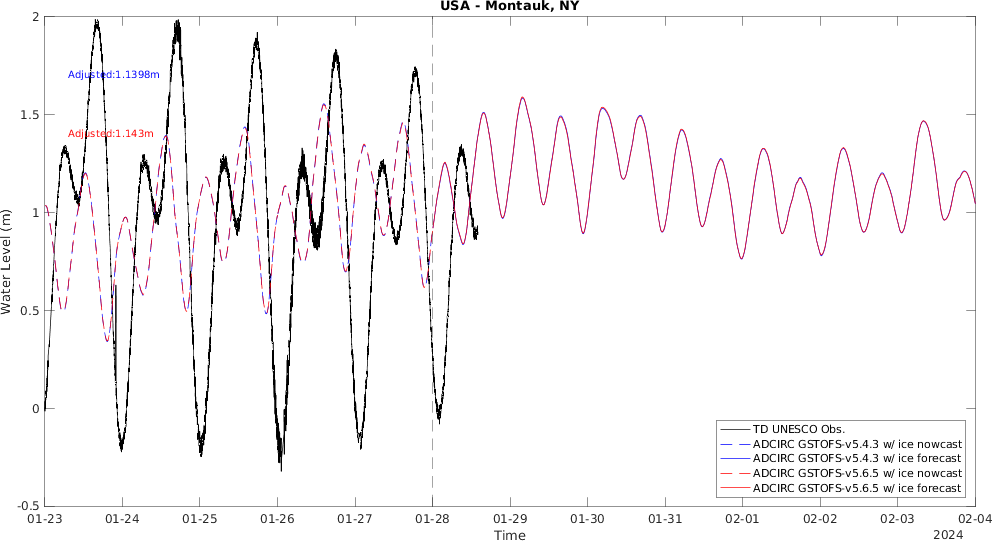 USA - Montauk, NY
2
1.5
1
0.5
0
-0.5
Water Level (m)
Adjusted:1.1398m
Adjusted:1.143m
TD UNESCO Obs.
ADCIRC GSTOFS-v5.4.3 w/ ice nowcast
ADCIRC GSTOFS-v5.4.3 w/ ice forecast
ADCIRC GSTOFS-v5.6.5 w/ ice nowcast
ADCIRC GSTOFS-v5.6.5 w/ ice forecast
01-23 01-24 01-25 01-26 01-27 01-28 01-29 01-30 01-31 02-01 02-02 02-03 02-04
Time
2024